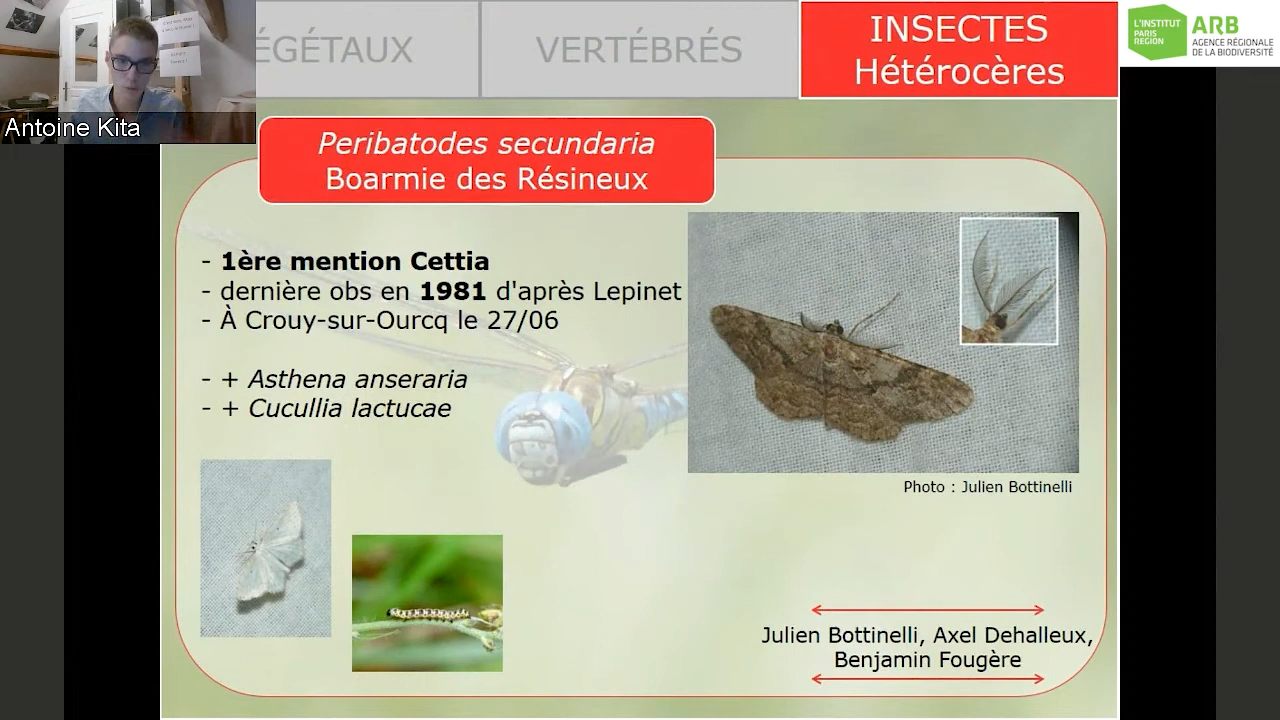 ÉGÉTAUX
VERTÉBRÉS
INSECTES
Hétérocères
L'INSTITUT
PARIS
REGION
ARB
AGENCE RÉGIONALE
DE LA BIODIVERSITÉ
Antoine Kita
Peribatodes secundaria
Boarmie des Résineux
- 1ère mention Cettia
- dernière obs en 1981 d'après Lepinet
- À Crouy-sur-Ourcq le 27/06
- + Asthena anseraria
- + Cucullia lactucae
Photo : Julien Bottinelli
Julien Bottinelli, Axel Dehalleux,
Benjamin Fougère